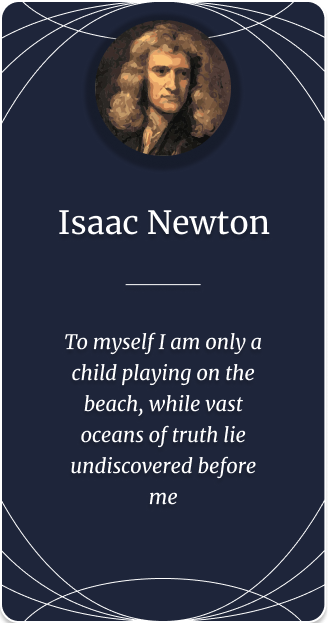 Isaac Newton
To myself I am only a
child playing on the
beach, while vast
oceans of truth lie
undiscovered before
me